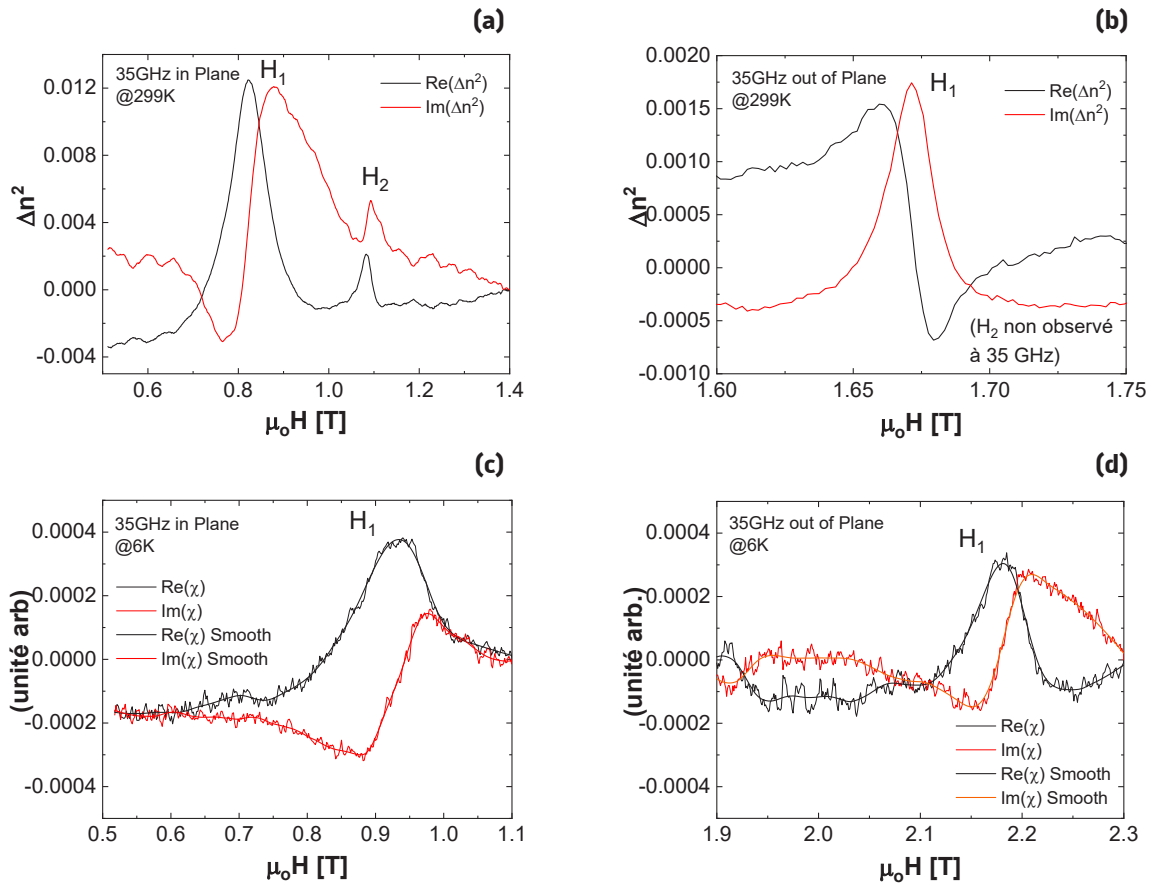 (a)
35GHz in Plane
@299K
H₁
H₂
Re(Δn²)
Im(Δn²)
0.012
0.008
0.004
0.000
-0.004
Δn²
0.6 0.8 1.0 1.2 1.4
μₒH [T]
(b)
35GHz out of Plane
@299K
H₁
Re(Δn²)
Im(Δn²)
(H₂ non observé
à 35 GHz)
0.0020
0.0015
0.0010
0.0005
0.0000
-0.0005
-0.0010
Δn²
1.60 1.65 1.70 1.75
μₒH [T]
(c)
35GHz in Plane
@6K
H₁
Re(χ)
Im(χ)
Re(χ) Smooth
Im(χ) Smooth
0.0004
0.0002
0.0000
-0.0002
-0.0004
(unité arb)
0.5 0.6 0.7 0.8 0.9 1.0 1.1
μₒH [T]
(d)
35GHz out of Plane
@6K
H₁
Re(χ)
Im(χ)
Re(χ) Smooth
Im(χ) Smooth
0.0004
0.0002
0.0000
-0.0002
-0.0004
(unité arb.)
1.9 2.0 2.1 2.2 2.3
μₒH [T]